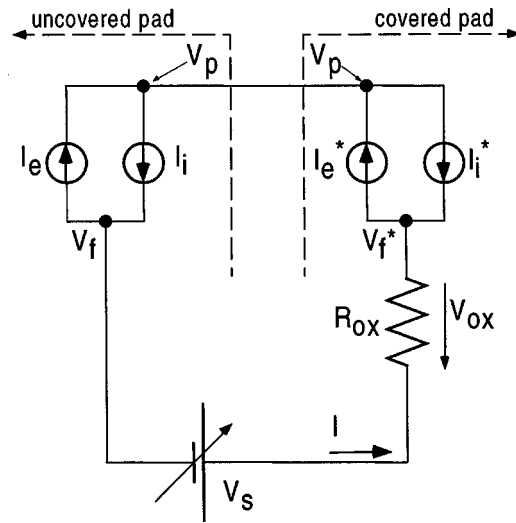 uncovered pad
covered pad
Vp
Vp
Ie
Ii
Ie*
Ii*
Vf
Vf*
Rox
Vox
I
Vs